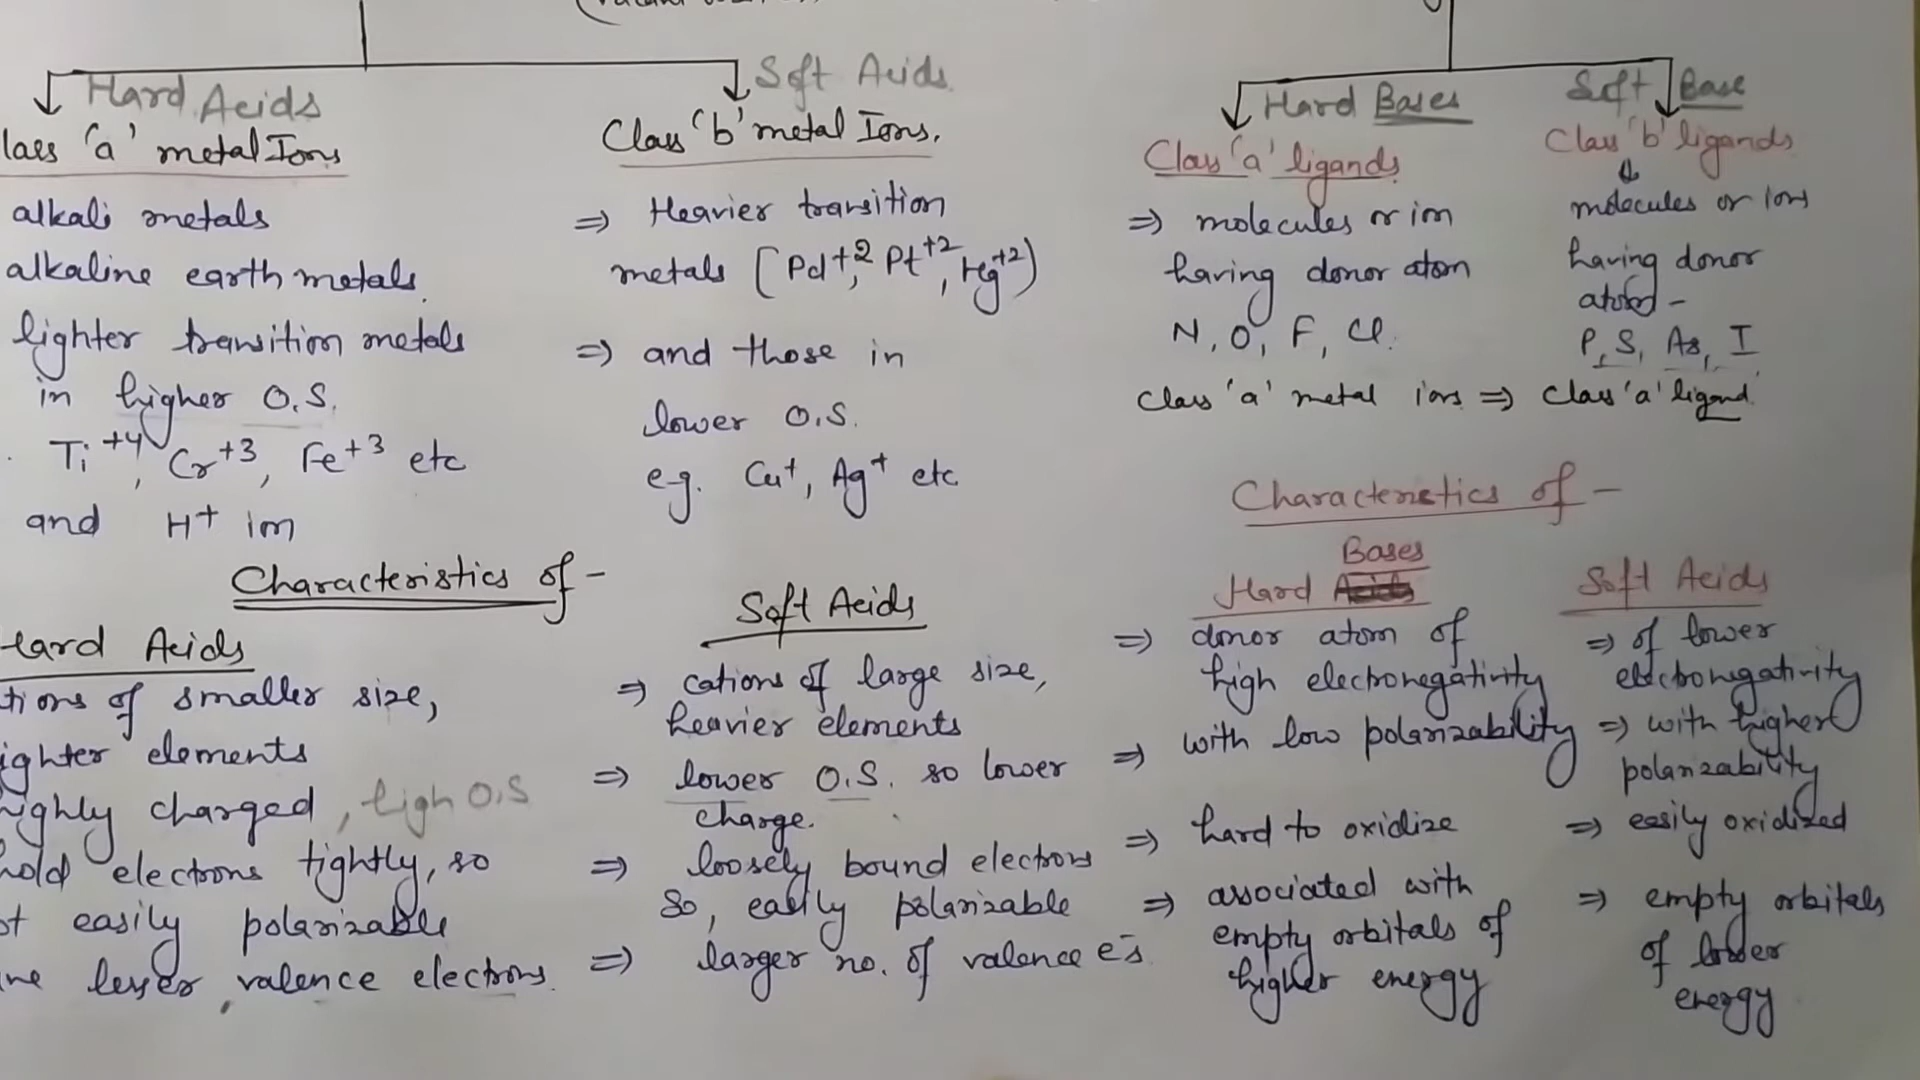 Hard Acids
Soft Acids
lass 'a' metal Ions
Class 'b' metal Ions.
alkali metals
alkaline earth metals.
lighter transition metals
in higher O.S.
Ti+4, Cr+3, Fe+3 etc
and H+ ion
⇒ Heavier transition
metals [Pd+2, Pt+2, Hg+2)
⇒ and those in
lower O.S.
e.g. Cu+, Ag+ etc
Characteristics of -
Hard Acids
tions of smaller size,
ighter elements
ighly charged, high O.S
hold electrons tightly, so
ot easily polarizable
lesser valence electrons.
Soft Acids
⇒ cations of large size,
heavier elements
⇒ lower O.S. so lower
charge.
⇒ loosely bound electrons
so, easily polarizable
⇒ larger no. of valence e-s
Hard Bases
Soft Base
Class 'a' ligands
Class 'b' ligands
⇒ molecules or ion
having donor atom
N, O, F, Cl.
molecules or ions
having donor
P, S, As, I
Class 'a' metal ions ⇒ Class 'a' ligand
Characteristics of -
Bases
Hard Acids
⇒ donor atom of
high electronegativity
⇒ with low polarizability
⇒ hard to oxidize
⇒ associated with
empty orbitals of
higher energy
Soft Acids
⇒ of lower
electronegativity
⇒ with higher
polarizability
⇒ easily oxidized
⇒ empty orbitals
of lower
energy